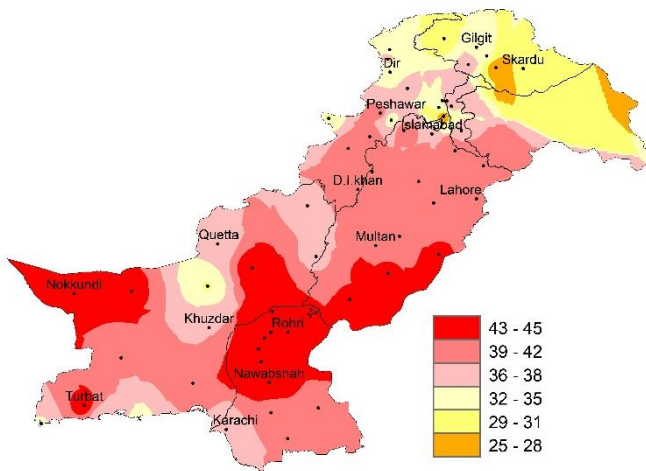 Gilgit
Skardu
Dir
Peshawar
Islamabad
D.I.khan
Lahore
Multan
Quetta
Nokkundi
Khuzdar
Rohri
Nawabshah
Turbat
Karachi
43 - 45
39 - 42
36 - 38
32 - 35
29 - 31
25 - 28